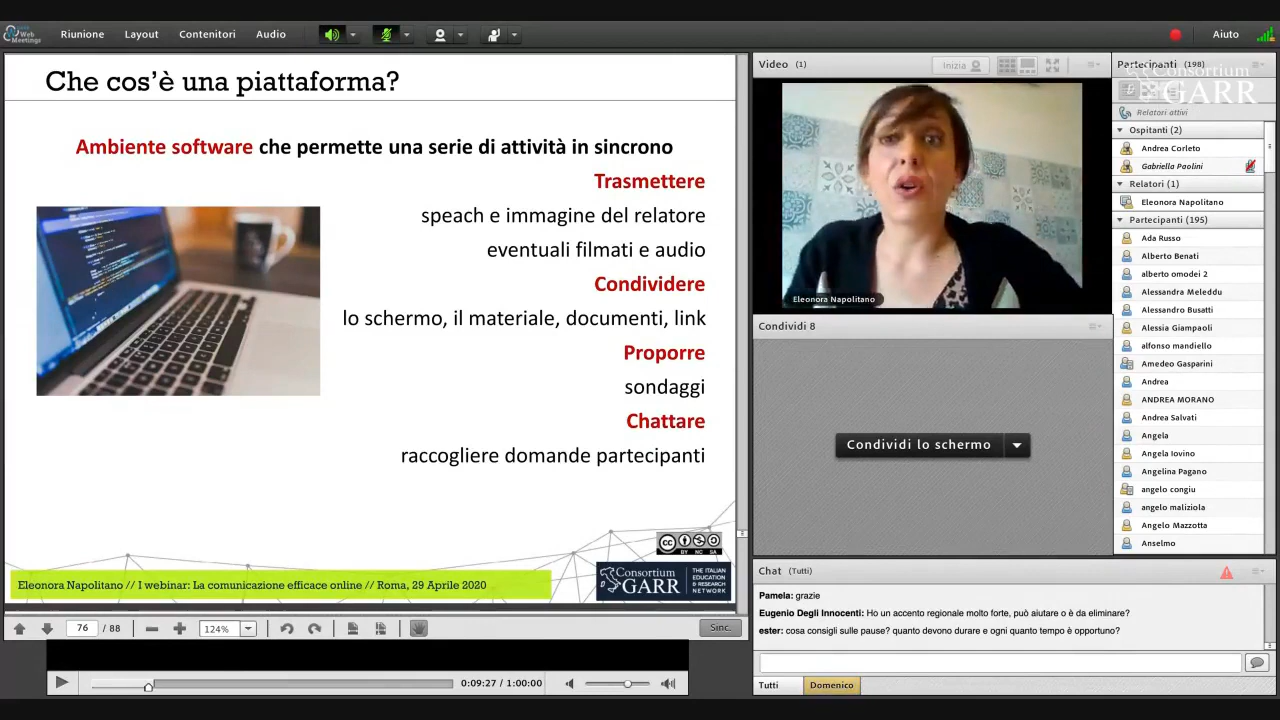 Web
Meetings
Riunione
Layout
Contenitori
Audio
Aiuto
Che cos'è una piattaforma?
Ambiente software che permette una serie di attività in sincrono
Trasmettere
speach e immagine del relatore
eventuali filmati e audio
Condividere
lo schermo, il materiale, documenti, link
Proporre
sondaggi
Chattare
raccogliere domande partecipanti
CC BY NC SA
Eleonora Napolitano // I webinar: La comunicazione efficace online // Roma, 29 Aprile 2020
Consortium
GARR
THE ITALIAN
EDUCATION
& RESEARCH
NETWORK
76 / 88
124%
Sinc.
0:09:27 / 1:00:00
Video (1)
Inizia
Eleonora Napolitano
Condividi 8
Condividi lo schermo
Partecipanti (198)
Consortium
GARR
Relatori attivi
Ospitanti (2)
Andrea Corleto
Gabriella Paolini
Relatori (1)
Eleonora Napolitano
Partecipanti (195)
Ada Russo
Alberto Benati
alberto omodei 2
Alessandra Meleddu
Alessandro Busatti
Alessia Giampaoli
alfonso mandiello
Amedeo Gasparini
Andrea
ANDREA MORANO
Andrea Salvati
Angela
Angela Iovino
Angelina Pagano
angelo congiu
angelo maliziola
Angelo Mazzotta
Anselmo
Chat (Tutti)
Pamela: grazie
Eugenio Degli Innocenti: Ho un accento regionale molto forte, può aiutare o è da eliminare?
ester: cosa consigli sulle pause? quanto devono durare e ogni quanto tempo è opportuno?
Tutti
Domenico